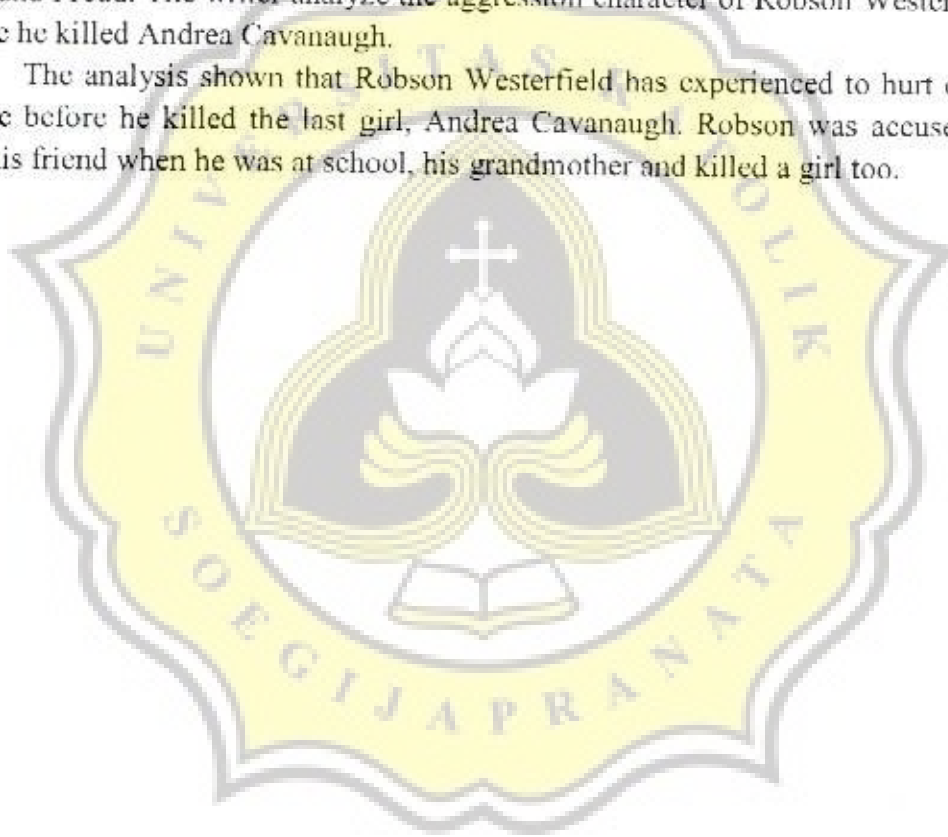 The writer analyze the aggression character of Robson
he killed Andrea Cavanaugh.
The analysis shown that Robson Westerfield has experienced to hurt
before he killed the last girl, Andrea Cavanaugh. Robson was
friend when he was at school, his grandmother and killed a girl too.
UNIVERSITAS KATOLIK
SOEGIJAPRANATA